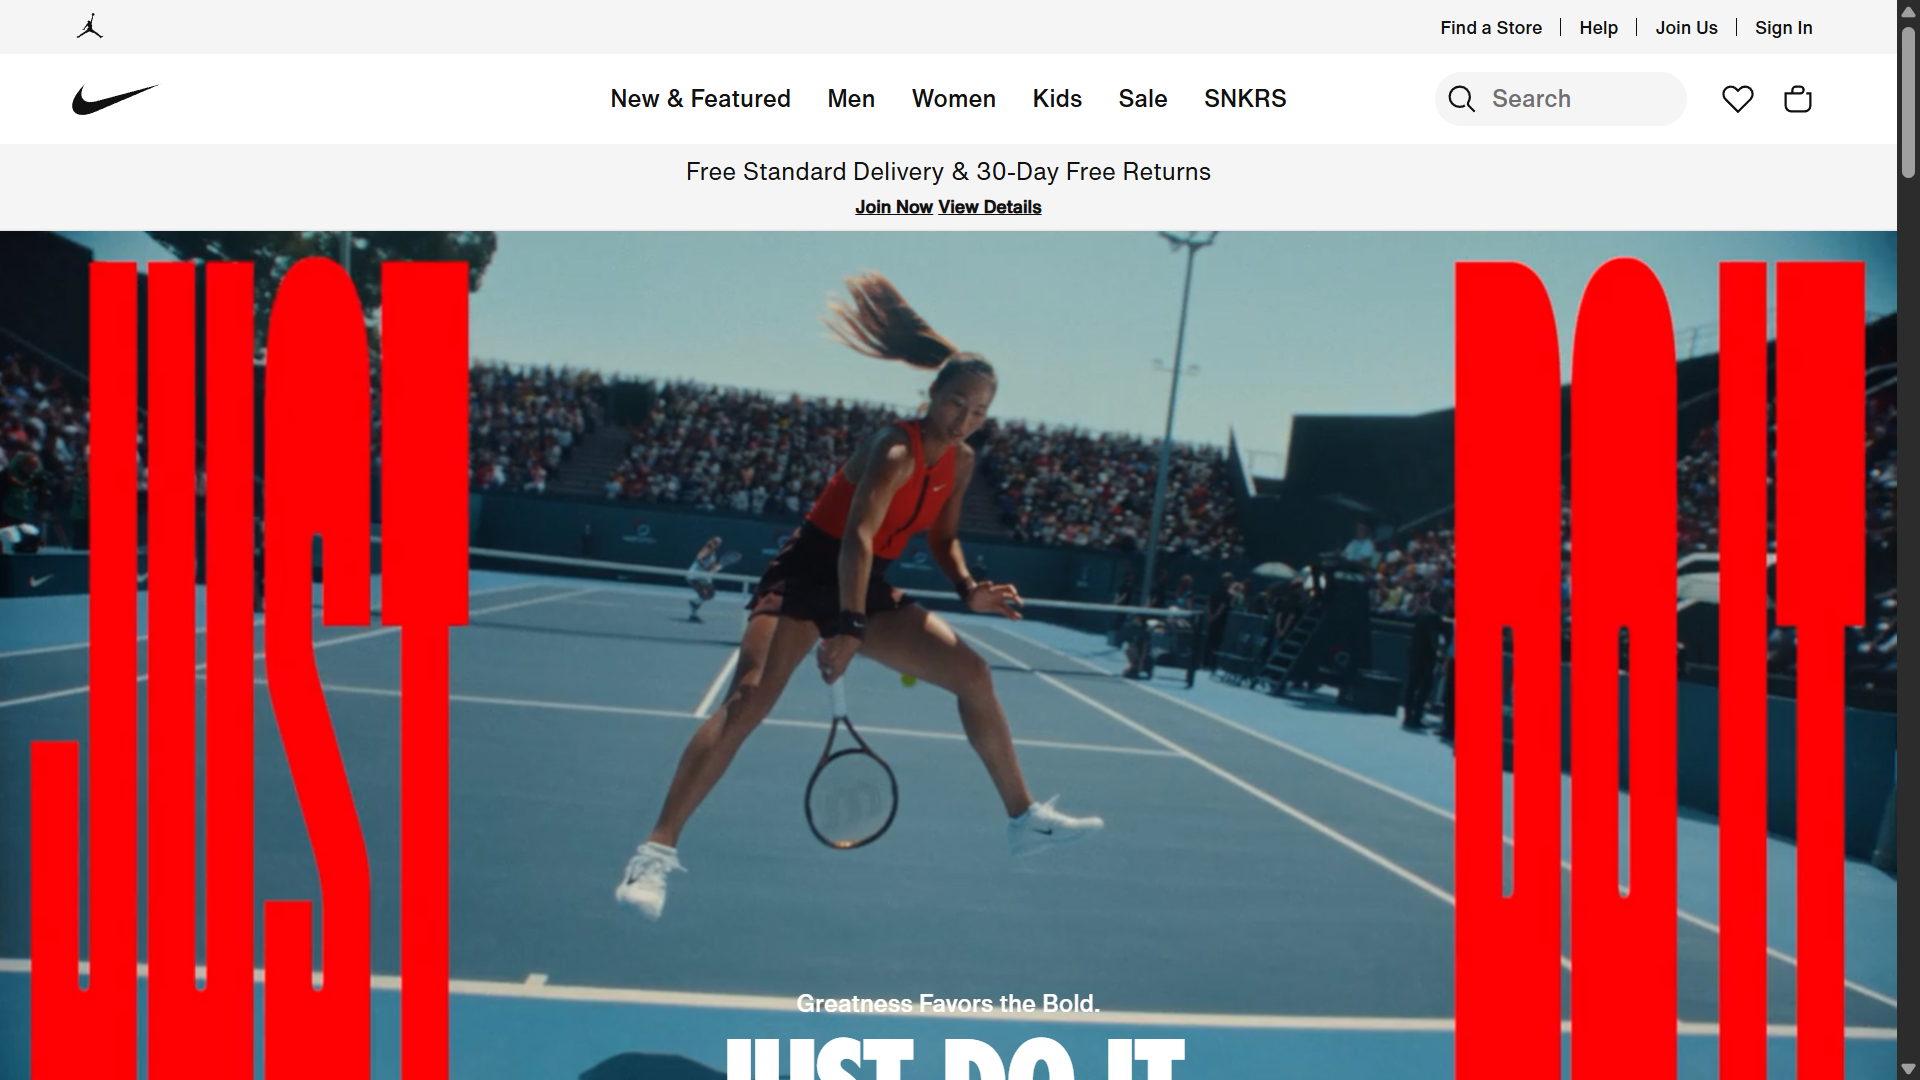 Find a Store
Help
Join Us
Sign In
New & Featured
Men
Women
Kids
Sale
SNKRS
Search
Free Standard Delivery & 30-Day Free Returns
Join Now View Details
JUST
DO IT
Greatness Favors the Bold.
JUST DO IT